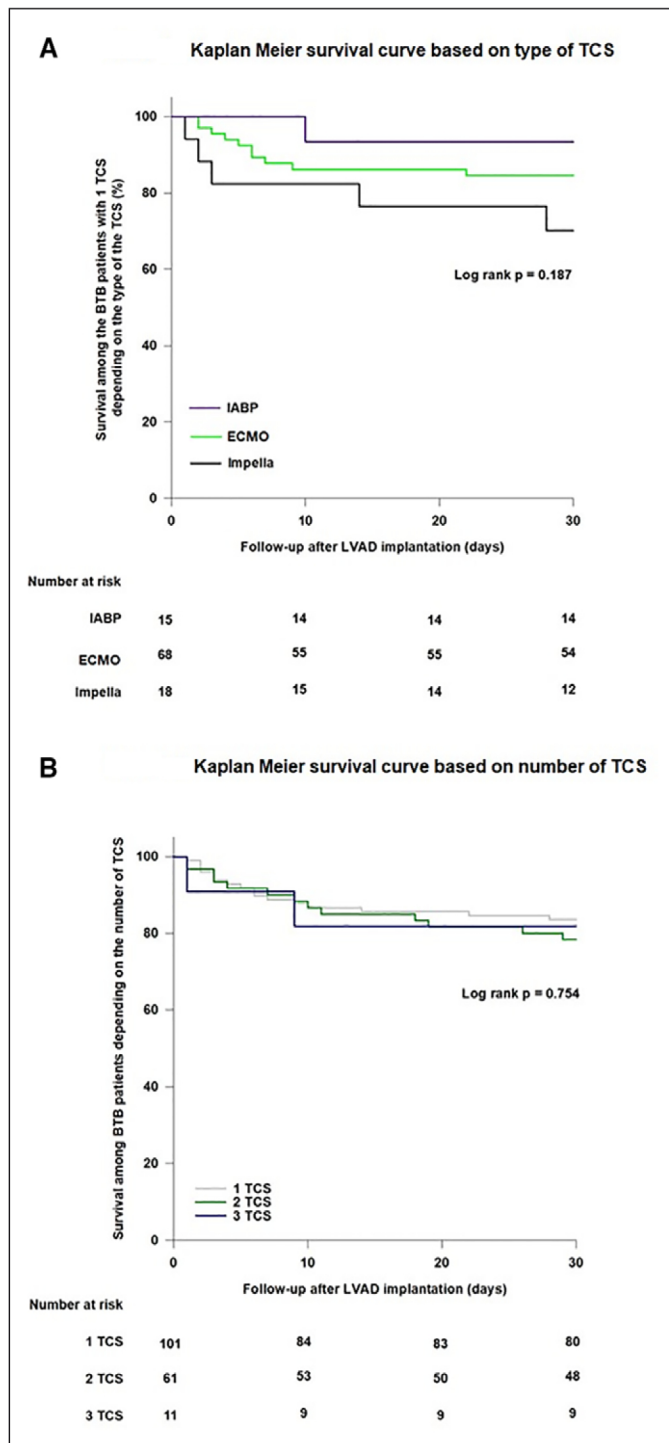 A
Kaplan Meier survival curve based on type of TCS
Survival among the BTB patients with 1 TCS
depending on the type of the TCS (%)
100
80
60
40
20
0
Log rank p = 0.187
IABP
ECMO
Impella
0 10 20 30
Follow-up after LVAD implantation (days)
Number at risk
IABP 15 14 14 14
ECMO 68 55 55 54
Impella 18 15 14 12
B
Kaplan Meier survival curve based on number of TCS
Survival among BTB patients depending on the number of TCS
100
80
60
40
20
0
Log rank p = 0.754
1 TCS
2 TCS
3 TCS
0 10 20 30
Follow-up after LVAD implantation (days)
Number at risk
1 TCS 101 84 83 80
2 TCS 61 53 50 48
3 TCS 11 9 9 9